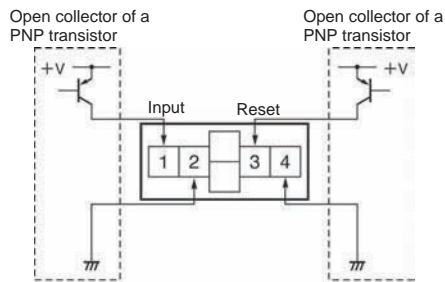 Open collector of a
PNP transistor
Open collector of a
PNP transistor
+V
+V
Input
Reset
1 2 3 4